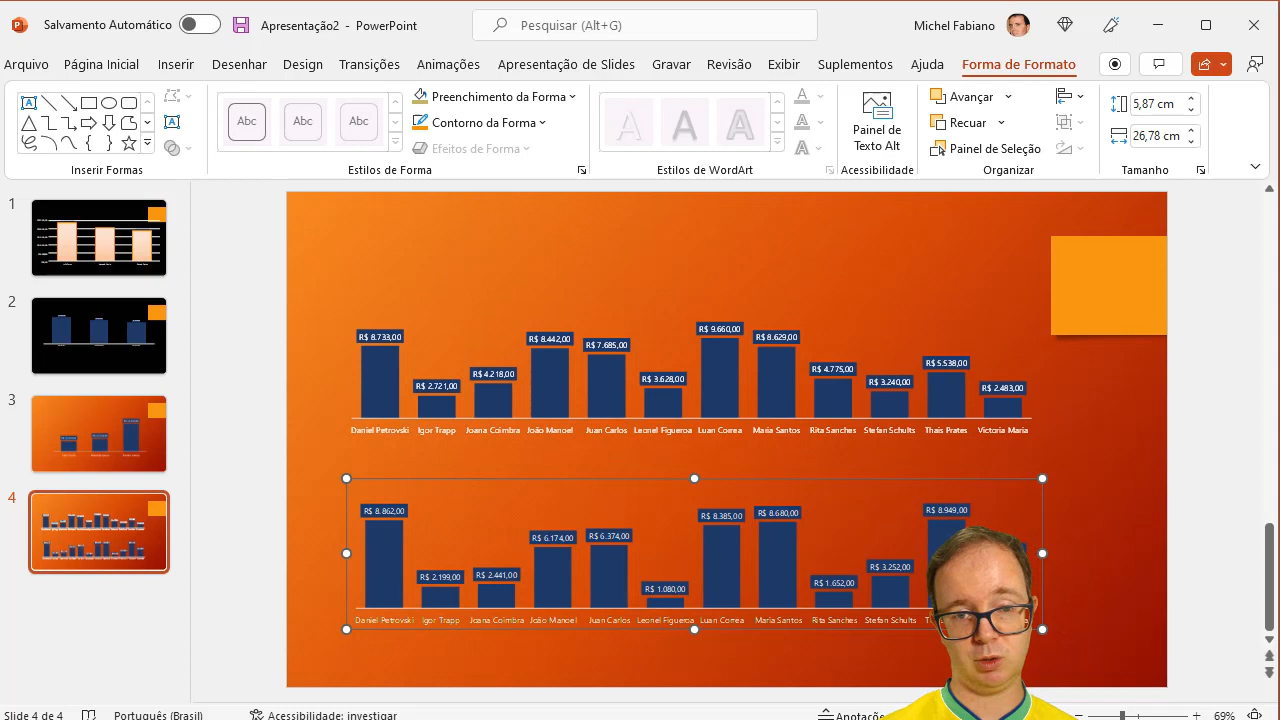 Salvamento Automático
Apresentação2 - PowerPoint
Pesquisar (Alt+G)
Michel Fabiano
Arquivo Página Inicial Inserir Desenhar Design Transições Animações Apresentação de Slides Gravar Revisão Exibir Suplementos Ajuda Forma de Formato
Abc Abc Abc
Preenchimento da Forma
Contorno da Forma
Efeitos de Forma
A A A
Painel de
Texto Alt
Avançar
Recuar
Painel de Seleção
5,87 cm
26,78 cm
Inserir Formas Estilos de Forma Estilos de WordArt Acessibilidade Organizar Tamanho
1
2
3
4
R$ 8.733,00 R$ 2.721,00 R$ 4.218,00 R$ 8.442,00 R$ 7.685,00 R$ 3.628,00 R$ 9.660,00 R$ 8.629,00 R$ 4.775,00 R$ 3.240,00 R$ 5.538,00 R$ 2.483,00
Daniel Petrovski Igor Trapp Joana Coimbra João Manoel Juan Carlos Leonel Figueroa Luan Correa Maria Santos Rita Sanches Stefan Schults Thais Prates Victoria Maria
R$ 8.862,00 R$ 2.199,00 R$ 2.441,00 R$ 6.174,00 R$ 6.374,00 R$ 1.080,00 R$ 8.385,00 R$ 8.680,00 R$ 1.652,00 R$ 3.252,00 R$ 8.949,00
Daniel Petrovski Igor Trapp Joana Coimbra João Manoel Juan Carlos Leonel Figueroa Luan Correa Maria Santos Rita Sanches Stefan Schults
Slide 4 de 4 Português (Brasil) Acessibilidade: investigar
69%